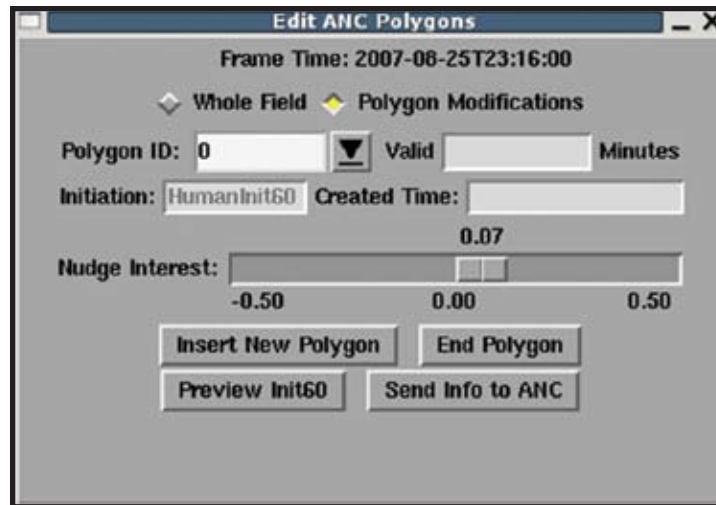 Edit ANC Polygons
Frame Time: 2007-08-25T23:16:00
Whole Field Polygon Modifications
Polygon ID: 0 Valid Minutes
Initiation: HumanInit60 Created Time:
0.07
Nudge Interest:
-0.50 0.00 0.50
Insert New Polygon End Polygon
Preview Init60 Send Info to ANC